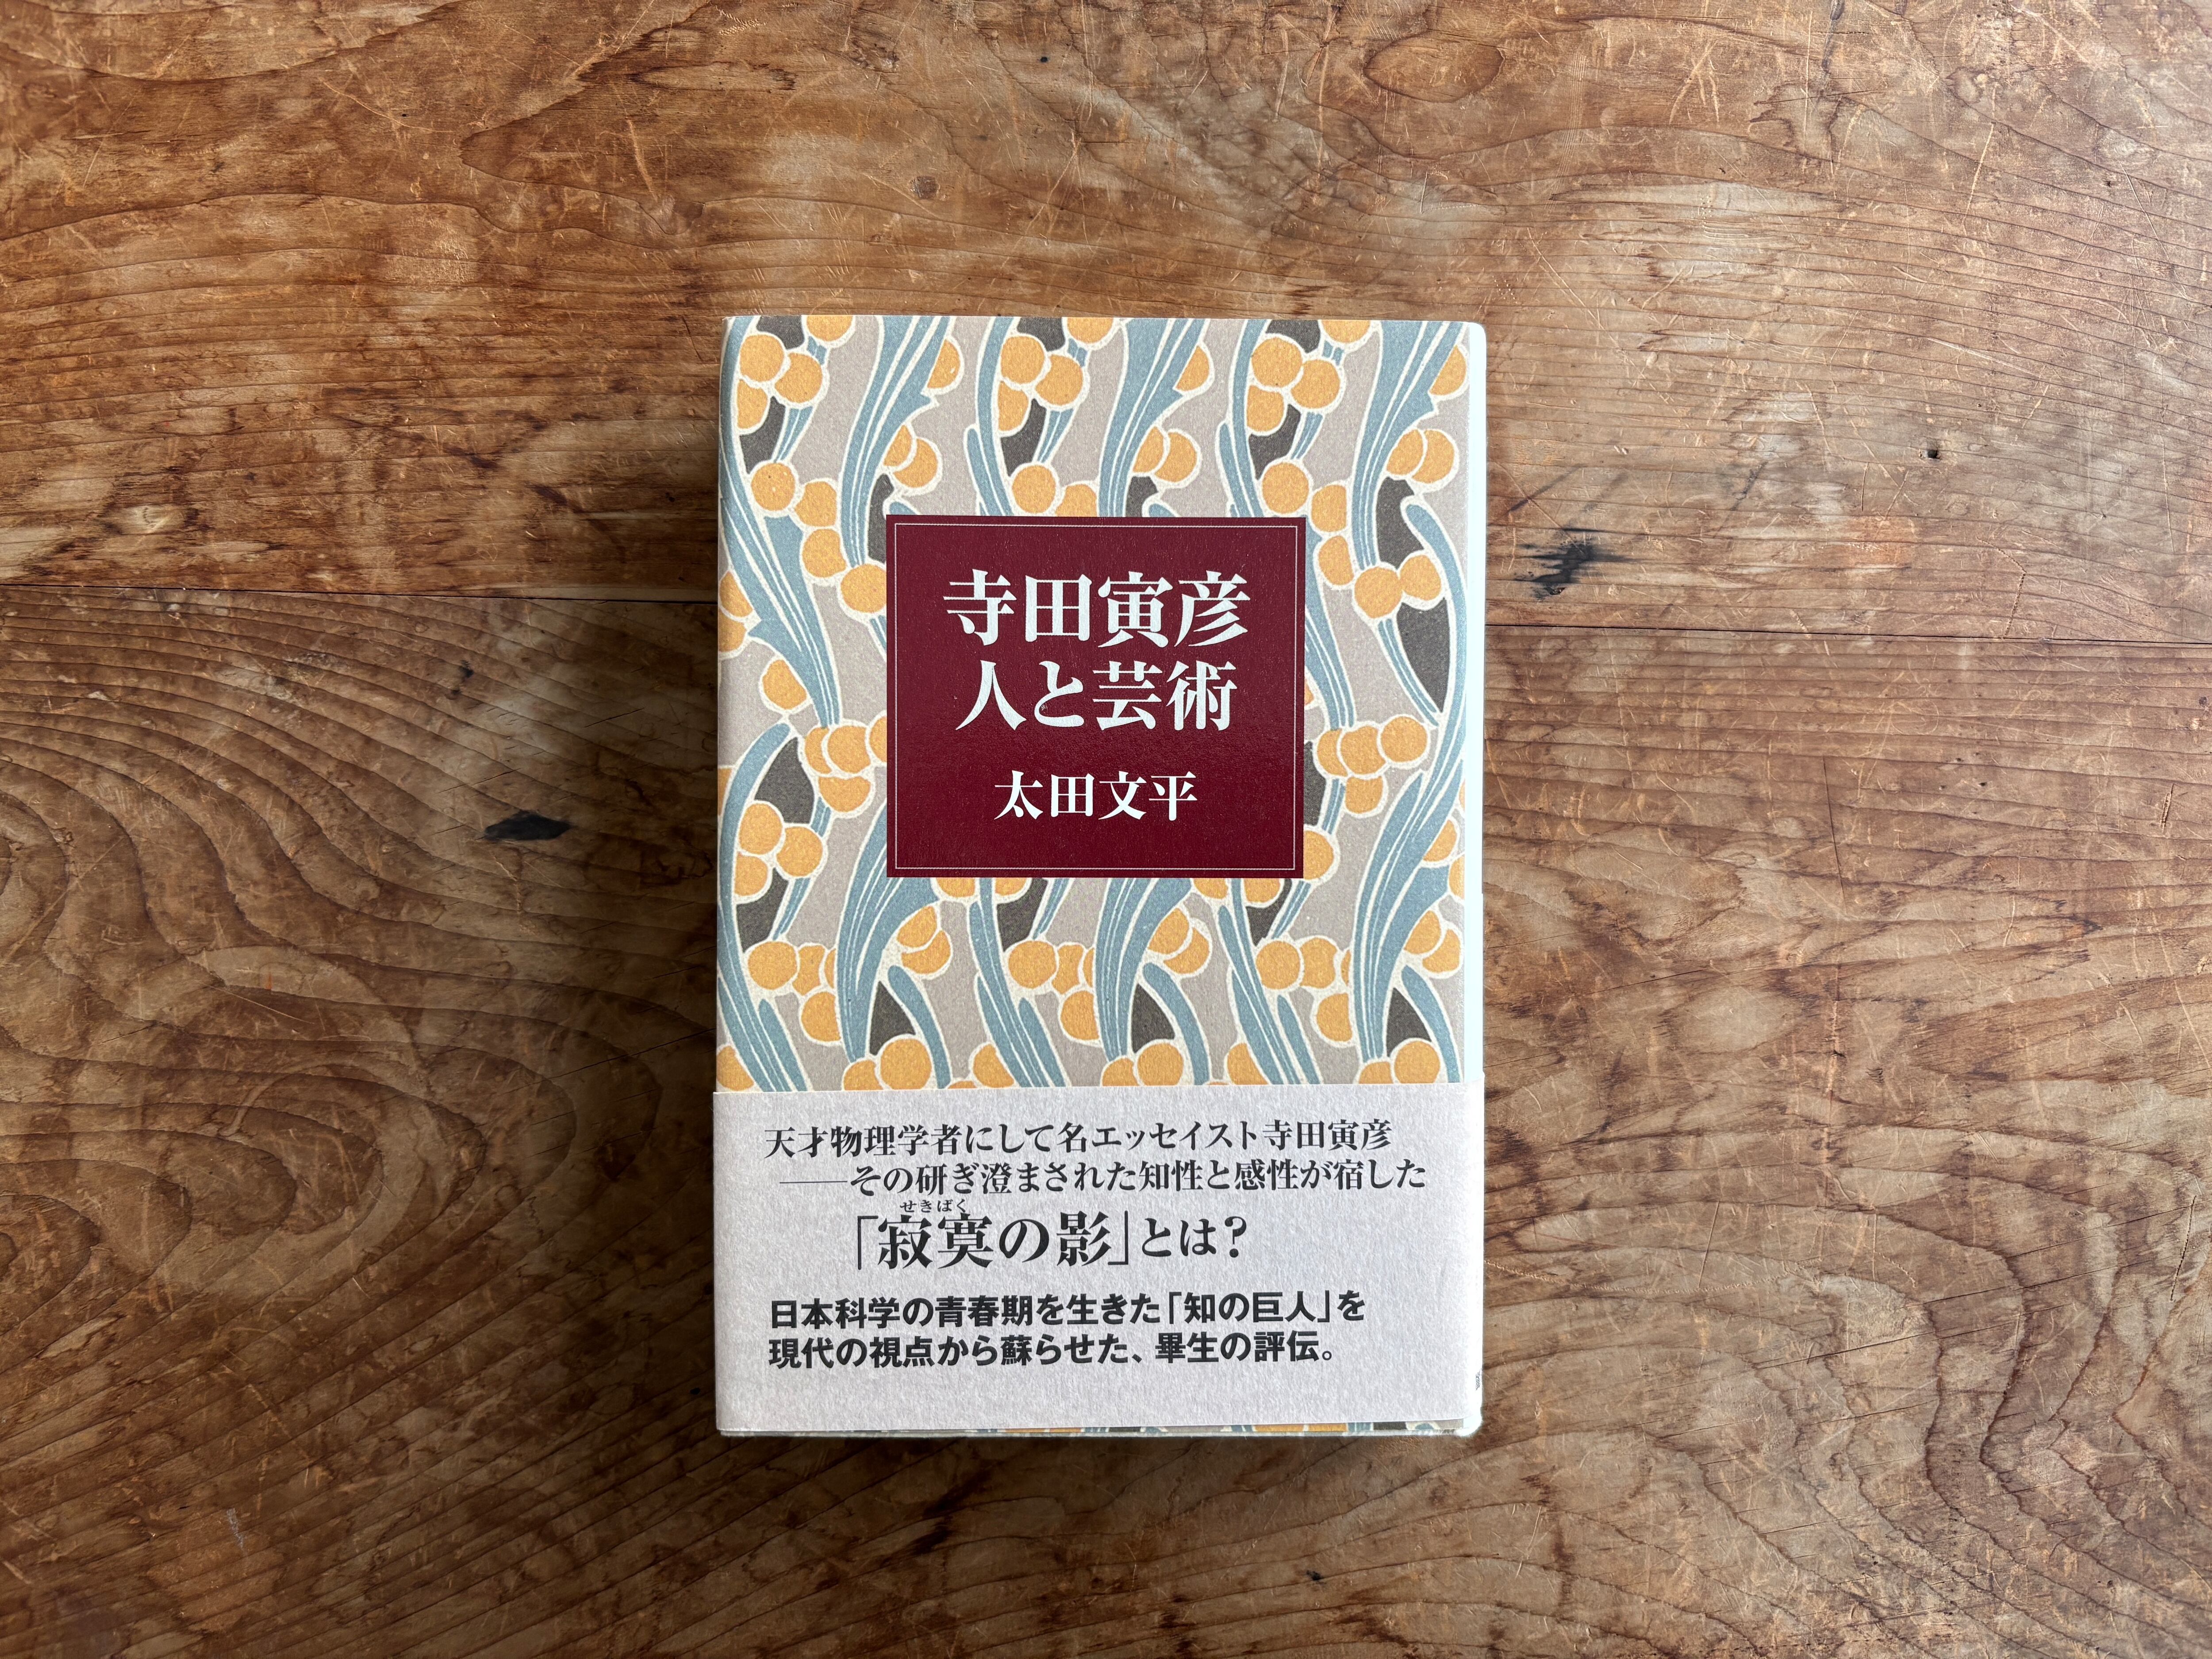 寺田寅彦
人と芸術
太田文平
天才物理学者にして名エッセイスト寺田寅彦
――その研ぎ澄まされた知性と感性が宿した
せきばく
「寂寞の影」とは?
日本科学の青春期を生きた「知の巨人」を
現代の視点から蘇らせた、畢生の評伝。